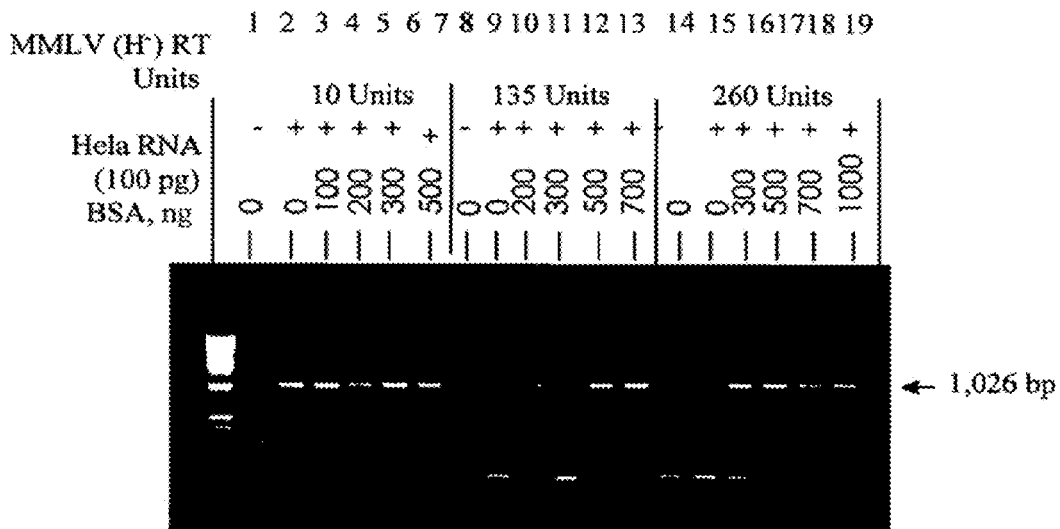 1 2 3 4 5 6 7 8 9 10 11 12 13 14 15 16 17 18 19
MMLV (H-) RT
Units
10 Units 135 Units 260 Units
Hela RNA - + + + + + - + + + + + - + + + + +
(100 pg)
BSA, ng 0 0 100 200 300 500 0 0 200 300 500 700 0 0 300 500 700 1000
← 1,026 bp